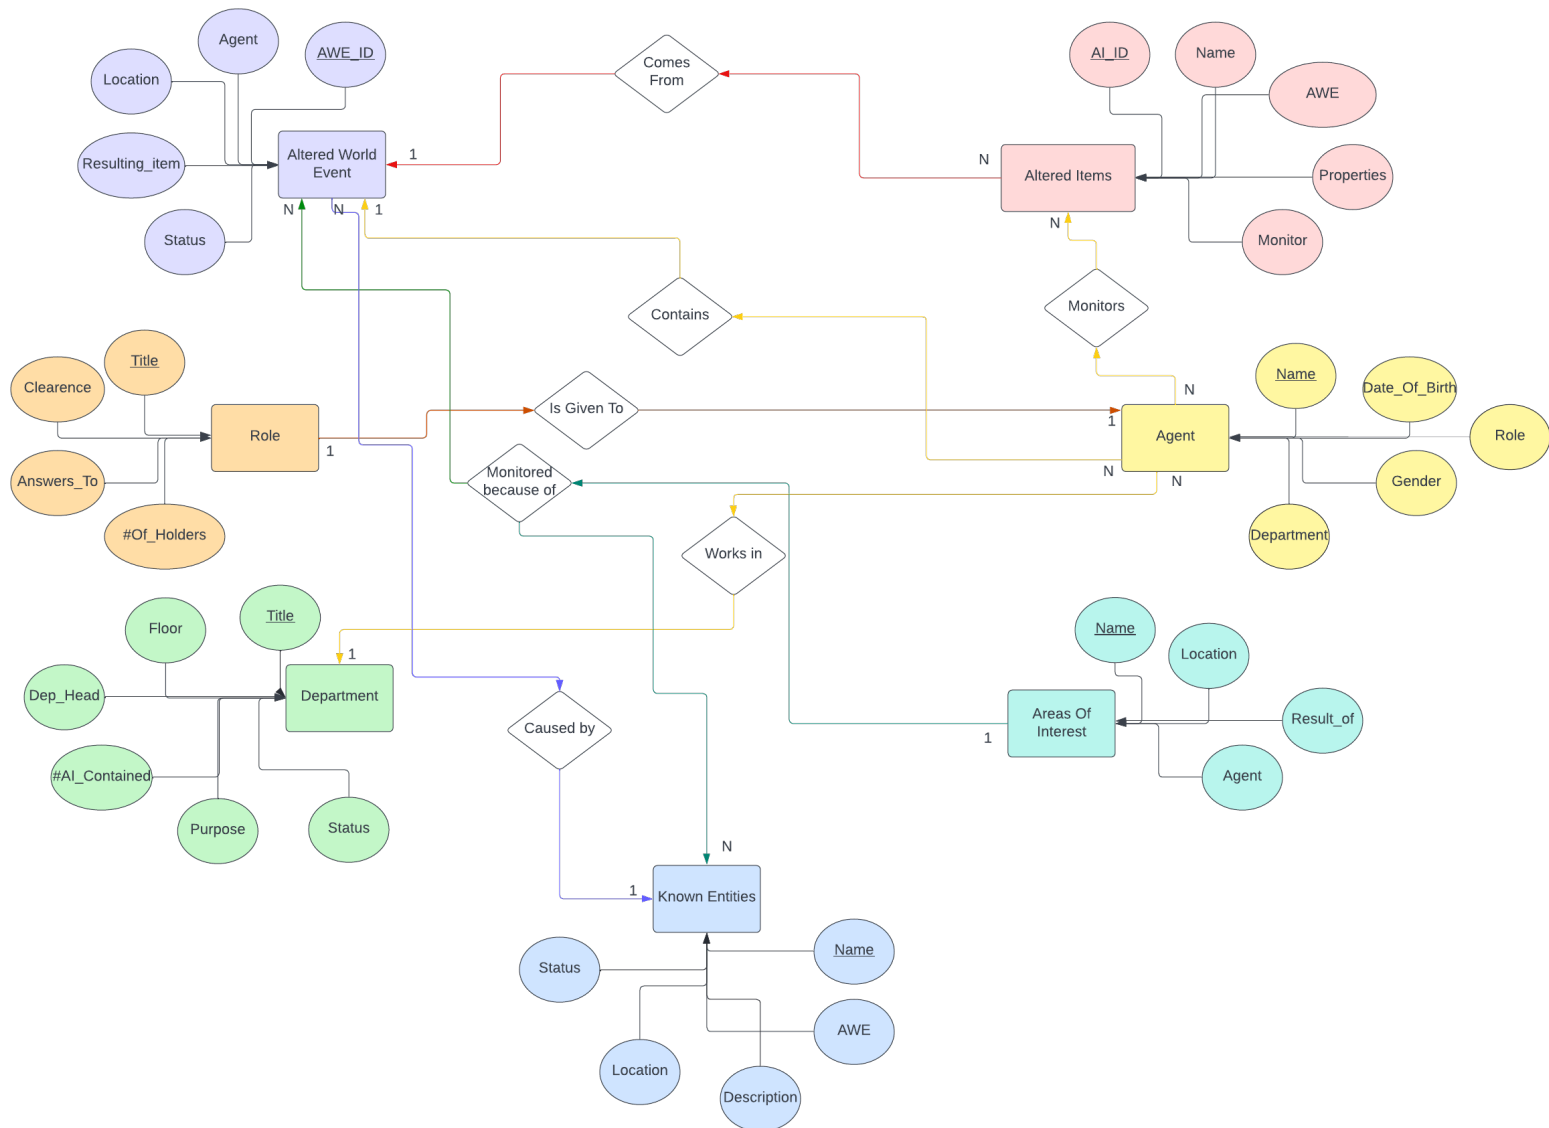 Agent
AWE_ID
Location
Resulting_item
Status
Altered World
Event
1
N
N
1
Comes
From
AI_ID
Name
AWE
Properties
Monitor
Altered Items
N
N
Contains
Monitors
N
Title
Clearence
Answers_To
#Of_Holders
Role
1
Is Given To
1
Agent
N
N
Name
Date_Of_Birth
Role
Gender
Department
Monitored
because of
Works in
Floor
Title
Dep_Head
#AI_Contained
Purpose
Status
1
Department
Caused by
Name
Location
Result_of
Agent
Areas Of
Interest
1
N
1
Known Entities
Status
Name
Location
AWE
Description